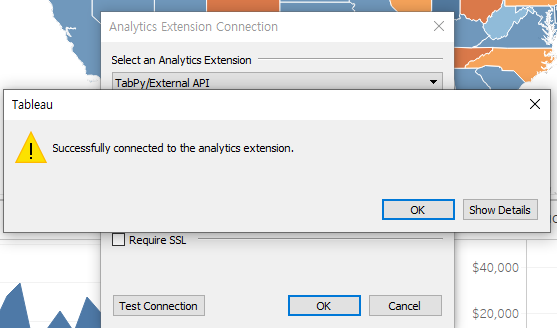 Analytics Extension Connection
Select an Analytics Extension
TabPy/External API
Tableau
Successfully connected to the analytics extension.
OK
Show Details
Require SSL
$40,000
Test Connection
OK
Cancel
$20,000